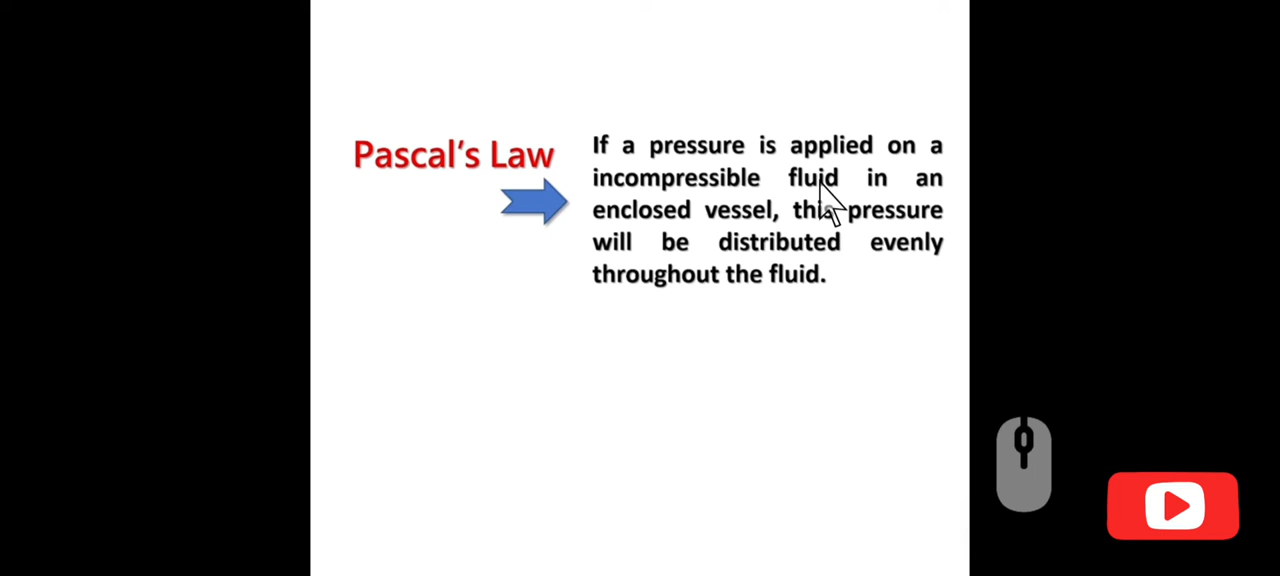 Pascal's Law
If a pressure is applied on a
incompressible fluid in an
enclosed vessel, this pressure
will be distributed evenly
throughout the fluid.